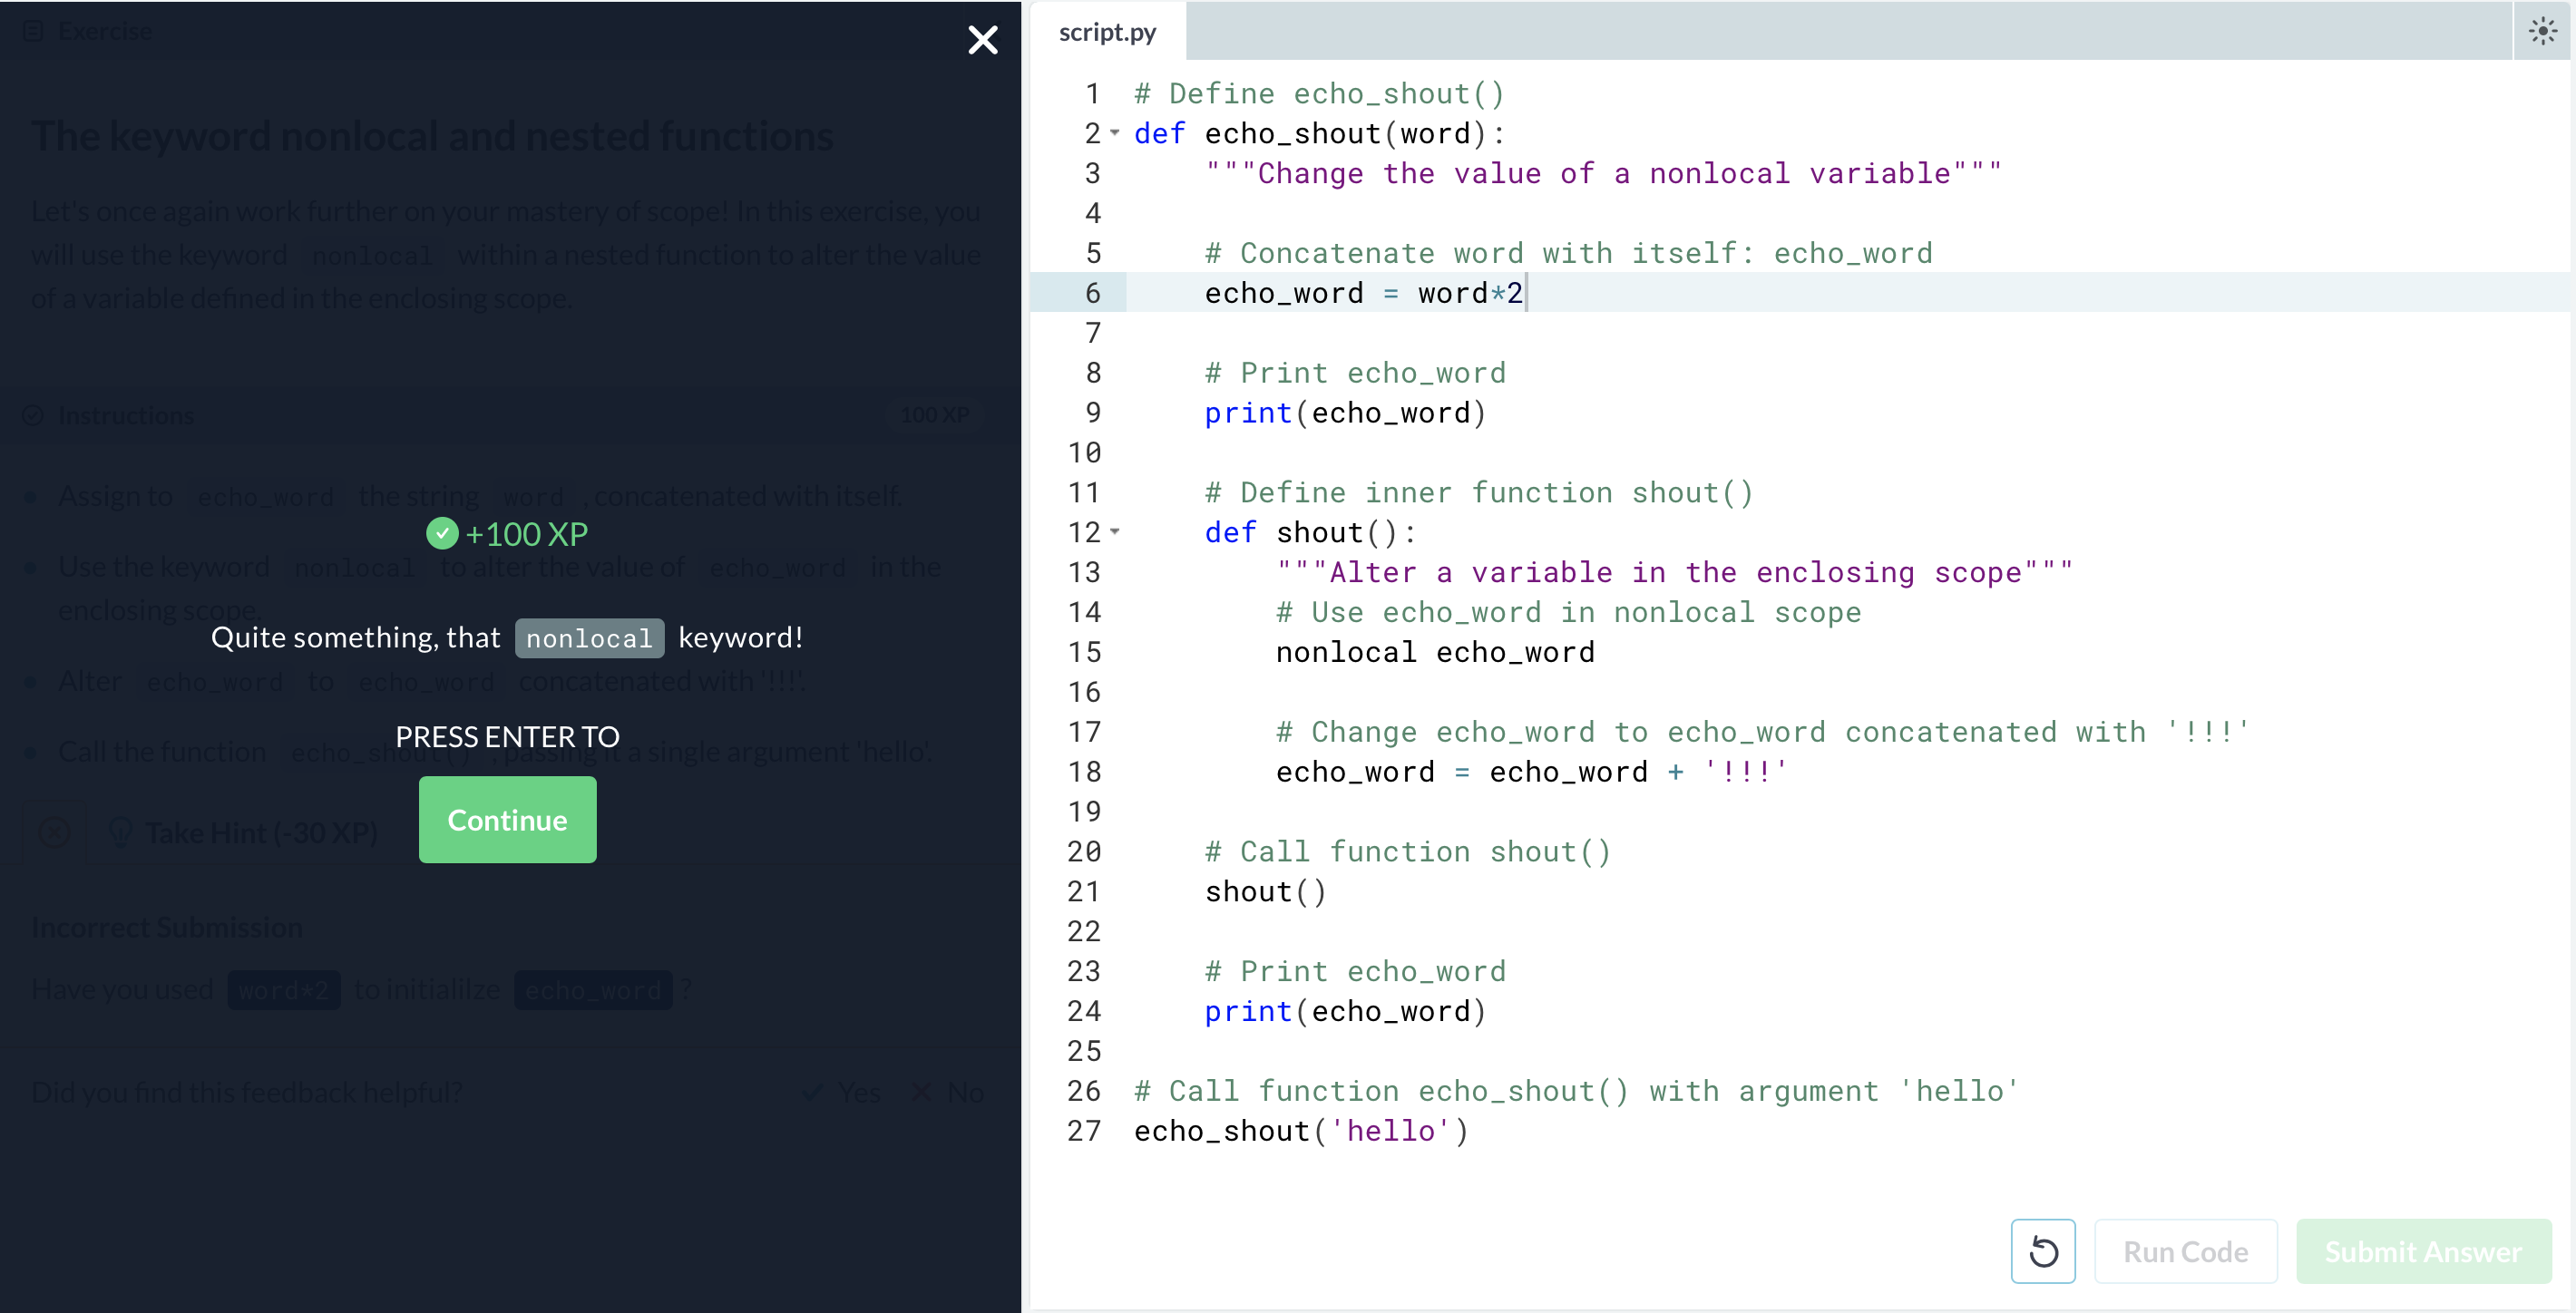 Exercise
The keyword nonlocal and nested functions
Let's once again work further on your mastery of scope! In this exercise, you
will use the keyword nonlocal within a nested function to alter the value
of a variable defined in the enclosing scope.
Instructions
100 XP
Assign to echo_word the string word , concatenated with itself.
+100 XP
Use the keyword nonlocal to alter the value of echo_word in the
enclosing scope.
Quite something, that nonlocal keyword!
Alter echo_word to echo_word concatenated with '!!!'.
PRESS ENTER TO
Call the function echo_shout() , passing it a single argument 'hello'.
Continue
Take Hint (-30 XP)
Incorrect Submission
Have you used word*2 to initialilze echo_word ?
Did you find this feedback helpful?
Yes
No
script.py
1 # Define echo_shout()
2 def echo_shout(word):
3 """Change the value of a nonlocal variable"""
4
5 # Concatenate word with itself: echo_word
6 echo_word = word*2
7
8 # Print echo_word
9 print(echo_word)
10
11 # Define inner function shout()
12 def shout():
13 """Alter a variable in the enclosing scope"""
14 # Use echo_word in nonlocal scope
15 nonlocal echo_word
16
17 # Change echo_word to echo_word concatenated with '!!!'
18 echo_word = echo_word + '!!!'
19
20 # Call function shout()
21 shout()
22
23 # Print echo_word
24 print(echo_word)
25
26 # Call function echo_shout() with argument 'hello'
27 echo_shout('hello')
Run Code
Submit Answer